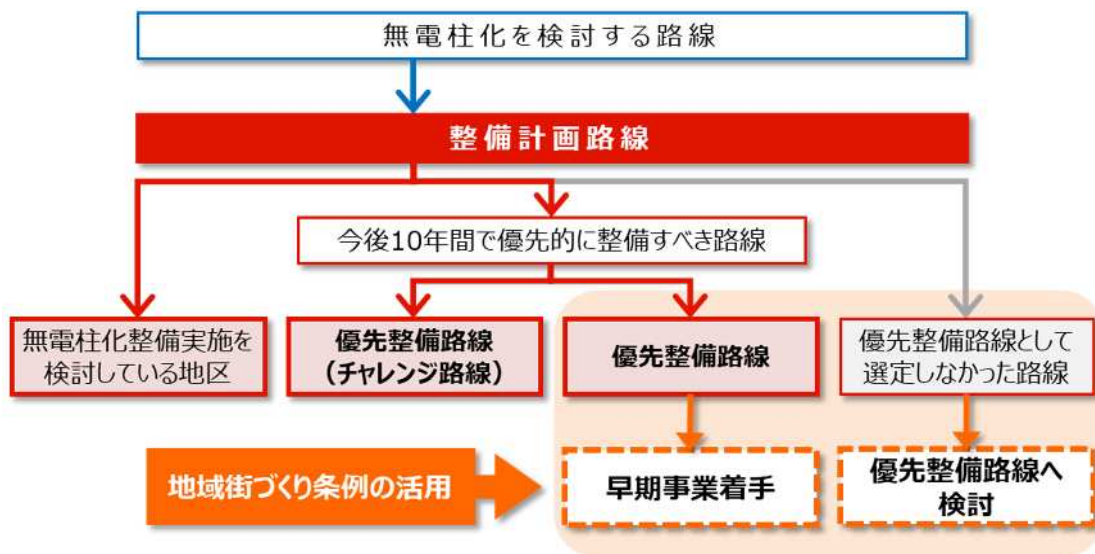 無電柱化を検討する路線
整備計画路線
今後10年間で優先的に整備すべき路線
無電柱化整備実施を
検討している地区
優先整備路線
（チャレンジ路線）
優先整備路線
優先整備路線として
選定しなかった路線
地域街づくり条例の活用
早期事業着手
優先整備路線へ
検討